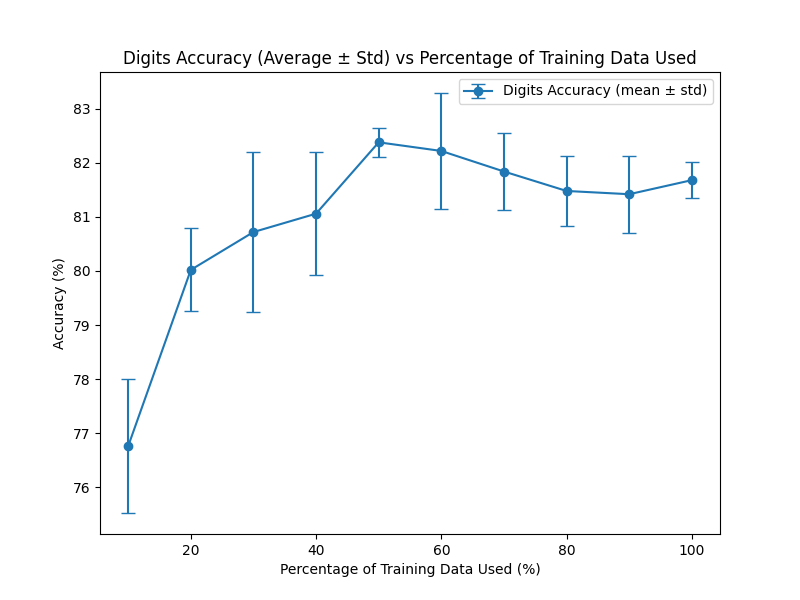 Digits Accuracy (Average ± Std) vs Percentage of Training Data Used
Digits Accuracy (mean ± std)
Accuracy (%)
83
82
81
80
79
78
77
76
20 40 60 80 100
Percentage of Training Data Used (%)